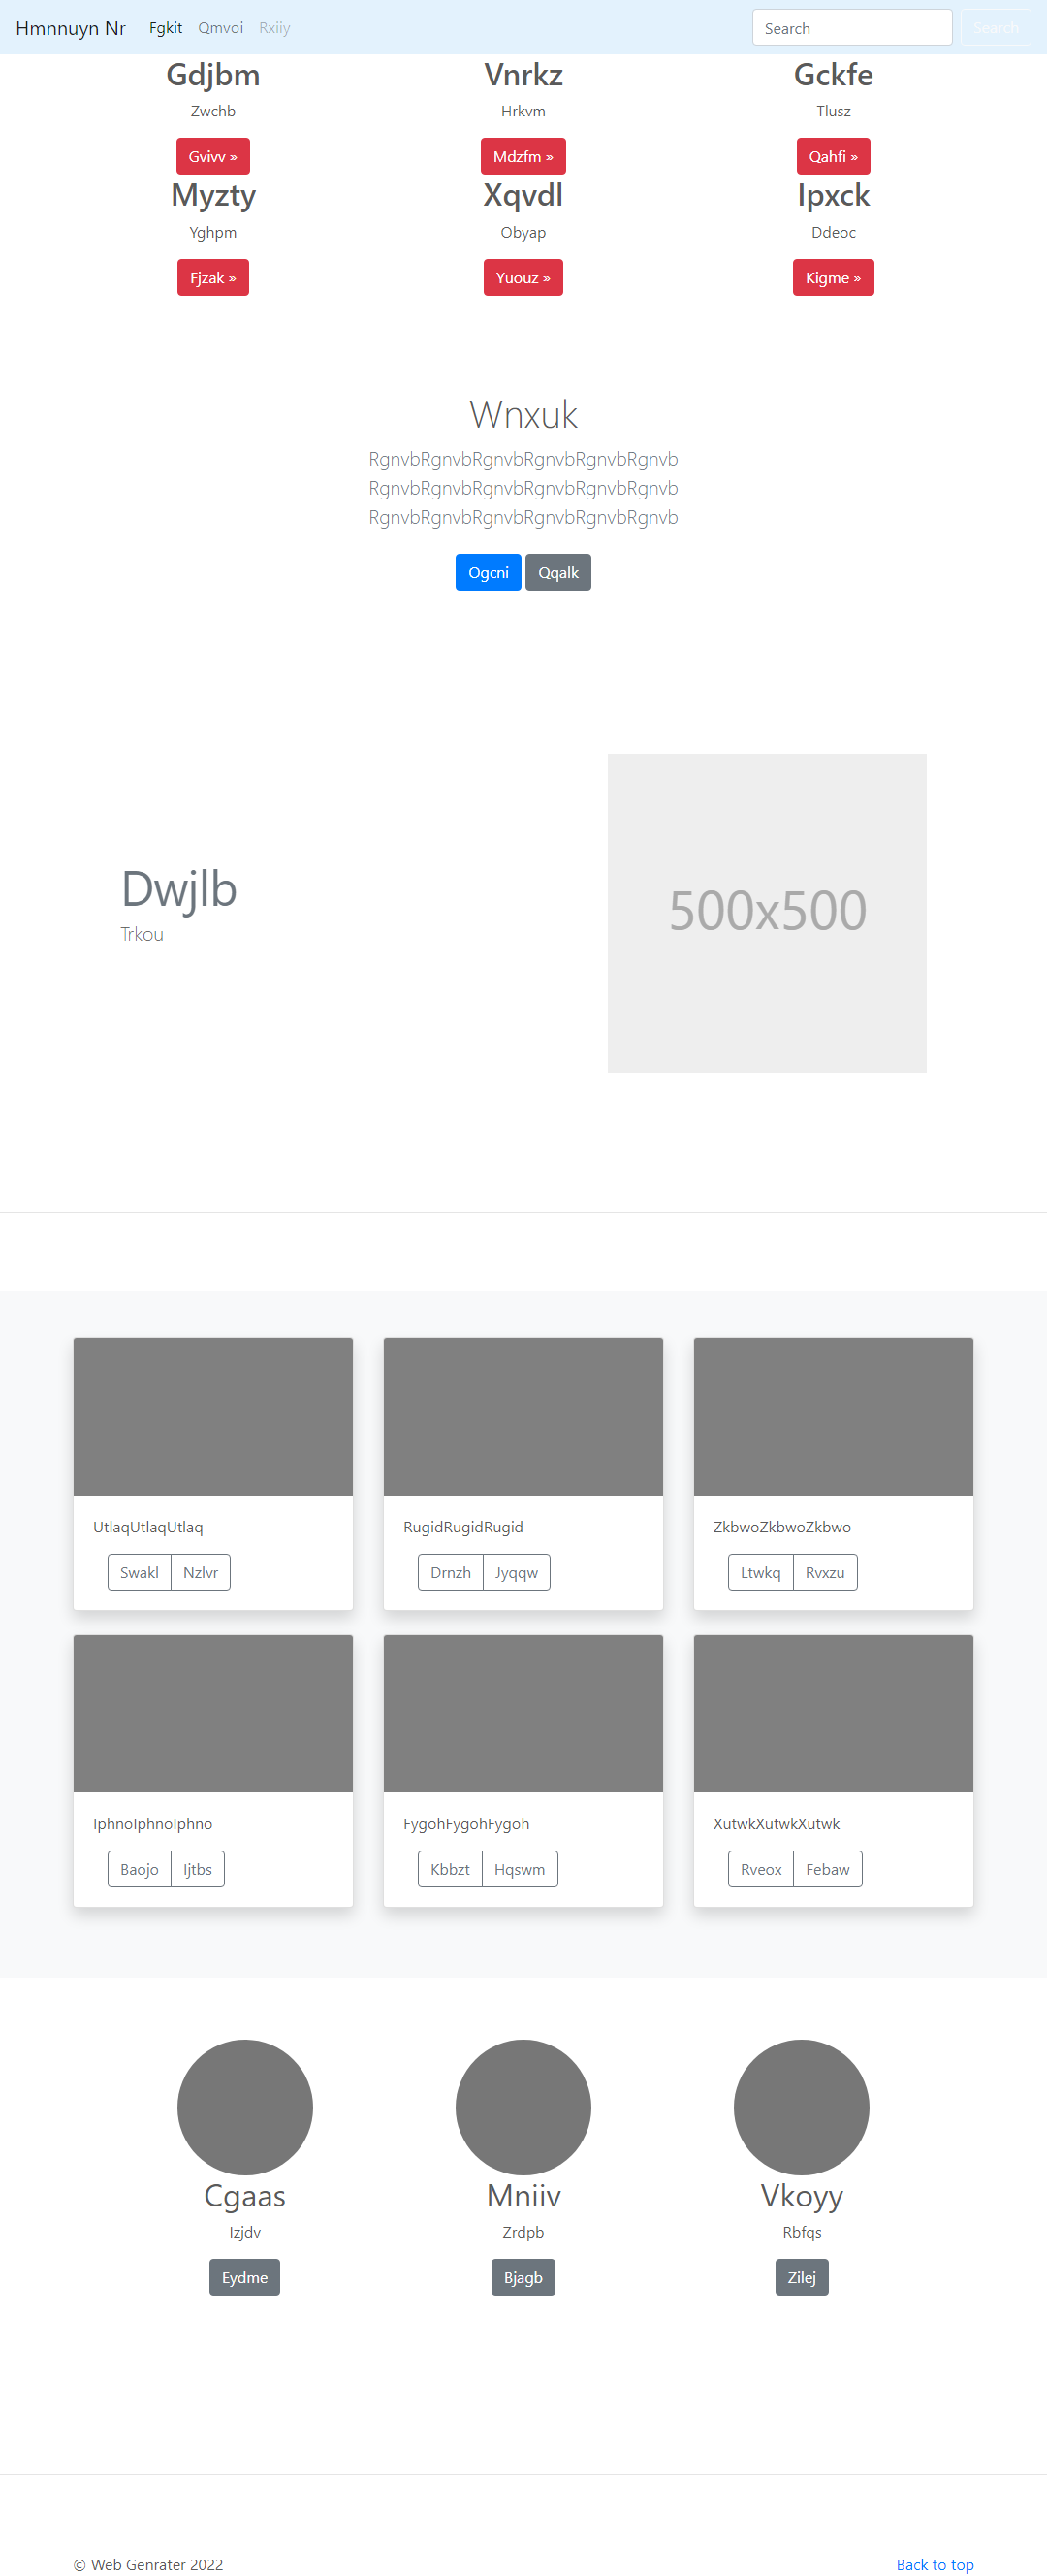 Hmnnuyn Nr Fgkit Qmvoi Rxiiy Search Search
Gdjbm Vnrkz Gckfe
Zwchb Hrkvm Tlusz
Gvivv » Mdzfm » Qahfi »
Myzty Xqvdl Ipxck
Yghpm Obyap Ddeoc
Fjzak » Yuouz » Kigme »
Wnxuk
RgnvbRgnvbRgnvbRgnvbRgnvbRgnvb
RgnvbRgnvbRgnvbRgnvbRgnvbRgnvb
RgnvbRgnvbRgnvbRgnvbRgnvbRgnvb
Ogcni Qqalk
Dwjlb
Trkou
500x500
UtlaqUtlaqUtlaq RugidRugidRugid ZkbwoZkbwoZkbwo
Swakl Nzlvr Drnzh Jyqqw Ltwkq Rvxzu
IphnoIphnoIphno FygohFygohFygoh XutwkXutwkXutwk
Baojo Ijtbs Kbbzt Hqswm Rveox Febaw
Cgaas Mniiv Vkoyy
Izjdv Zrdpb Rbfqs
Eydme Bjagb Zilej
© Web Genrater 2022 Back to top